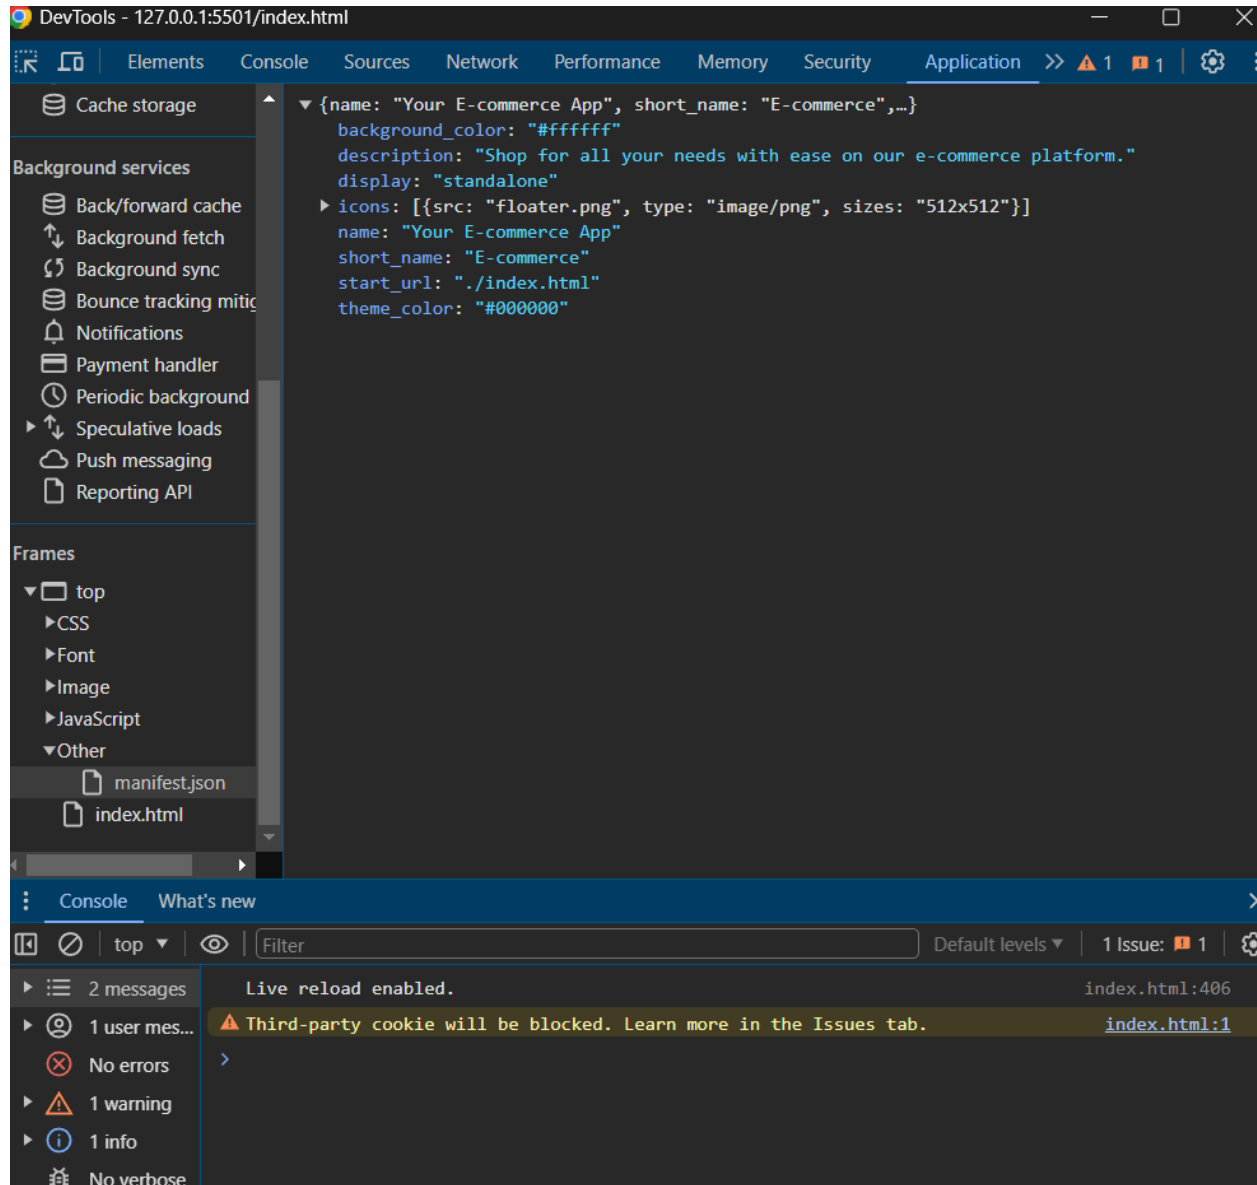 DevTools - 127.0.0.1:5501/index.html
Elements Console Sources Network Performance Memory Security Application 1 1
Cache storage
Background services
Back/forward cache
Background fetch
Background sync
Bounce tracking mitig
Notifications
Payment handler
Periodic background
Speculative loads
Push messaging
Reporting API
Frames
top
CSS
Font
Image
JavaScript
Other
manifest.json
index.html
{name: "Your E-commerce App", short_name: "E-commerce",…}
background_color: "#ffffff"
description: "Shop for all your needs with ease on our e-commerce platform."
display: "standalone"
icons: [{src: "floater.png", type: "image/png", sizes: "512x512"}]
name: "Your E-commerce App"
short_name: "E-commerce"
start_url: "./index.html"
theme_color: "#000000"
Console What's new
top Filter Default levels 1 Issue: 1
2 messages
1 user mes...
No errors
1 warning
1 info
No verbose
Live reload enabled. index.html:406
Third-party cookie will be blocked. Learn more in the Issues tab. index.html:1